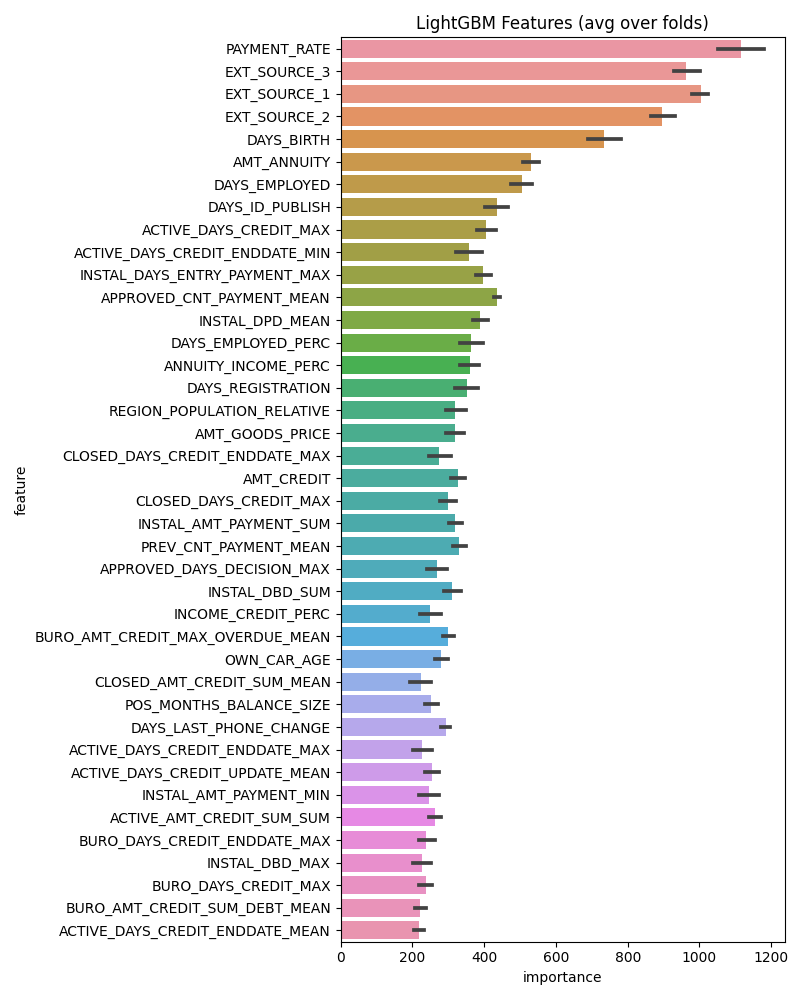 LightGBM Features (avg over folds)
PAYMENT_RATE
EXT_SOURCE_3
EXT_SOURCE_1
EXT_SOURCE_2
DAYS_BIRTH
AMT_ANNUITY
DAYS_EMPLOYED
DAYS_ID_PUBLISH
ACTIVE_DAYS_CREDIT_MAX
ACTIVE_DAYS_CREDIT_ENDDATE_MIN
INSTAL_DAYS_ENTRY_PAYMENT_MAX
APPROVED_CNT_PAYMENT_MEAN
INSTAL_DPD_MEAN
DAYS_EMPLOYED_PERC
ANNUITY_INCOME_PERC
DAYS_REGISTRATION
REGION_POPULATION_RELATIVE
AMT_GOODS_PRICE
CLOSED_DAYS_CREDIT_ENDDATE_MAX
AMT_CREDIT
CLOSED_DAYS_CREDIT_MAX
INSTAL_AMT_PAYMENT_SUM
PREV_CNT_PAYMENT_MEAN
APPROVED_DAYS_DECISION_MAX
INSTAL_DBD_SUM
INCOME_CREDIT_PERC
BURO_AMT_CREDIT_MAX_OVERDUE_MEAN
OWN_CAR_AGE
CLOSED_AMT_CREDIT_SUM_MEAN
POS_MONTHS_BALANCE_SIZE
DAYS_LAST_PHONE_CHANGE
ACTIVE_DAYS_CREDIT_ENDDATE_MAX
ACTIVE_DAYS_CREDIT_UPDATE_MEAN
INSTAL_AMT_PAYMENT_MIN
ACTIVE_AMT_CREDIT_SUM_SUM
BURO_DAYS_CREDIT_ENDDATE_MAX
INSTAL_DBD_MAX
BURO_DAYS_CREDIT_MAX
BURO_AMT_CREDIT_SUM_DEBT_MEAN
ACTIVE_DAYS_CREDIT_ENDDATE_MEAN
feature
0 200 400 600 800 1000 1200
importance